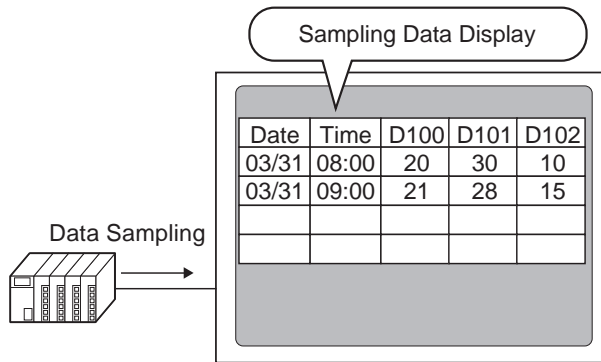 Sampling Data Display
Date Time D100 D101 D102
03/31 08:00 20 30 10
03/31 09:00 21 28 15
Data Sampling